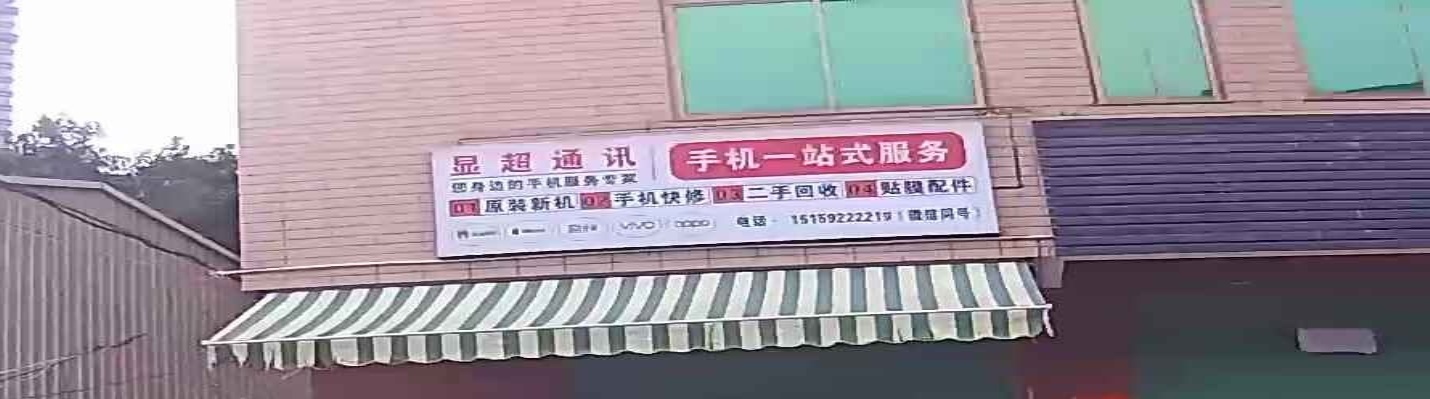 显超通讯 手机一站式服务
您身边的手机服务专家
01 原装新机 02 手机快修 03 二手回收 04 贴膜配件
vivo oppo 电话: 15159222219(微信同号)